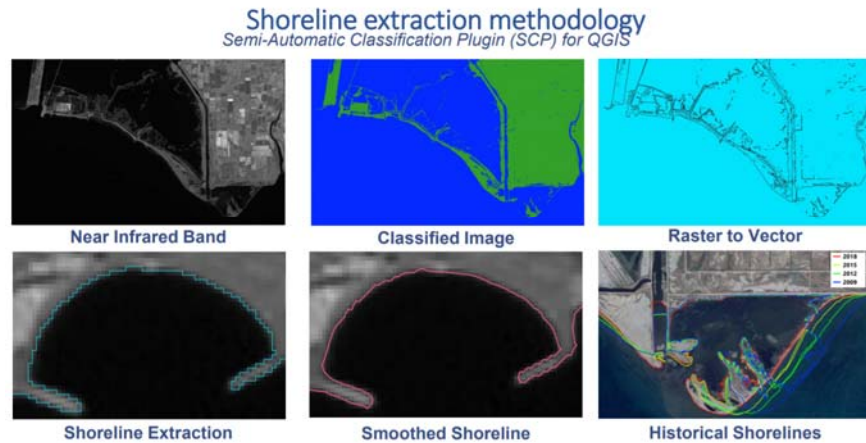 Shoreline extraction methodology
Semi-Automatic Classification Plugin (SCP) for QGIS
Near Infrared Band
Classified Image
Raster to Vector
2018
2015
2012
2009
Shoreline Extraction
Smoothed Shoreline
Historical Shorelines